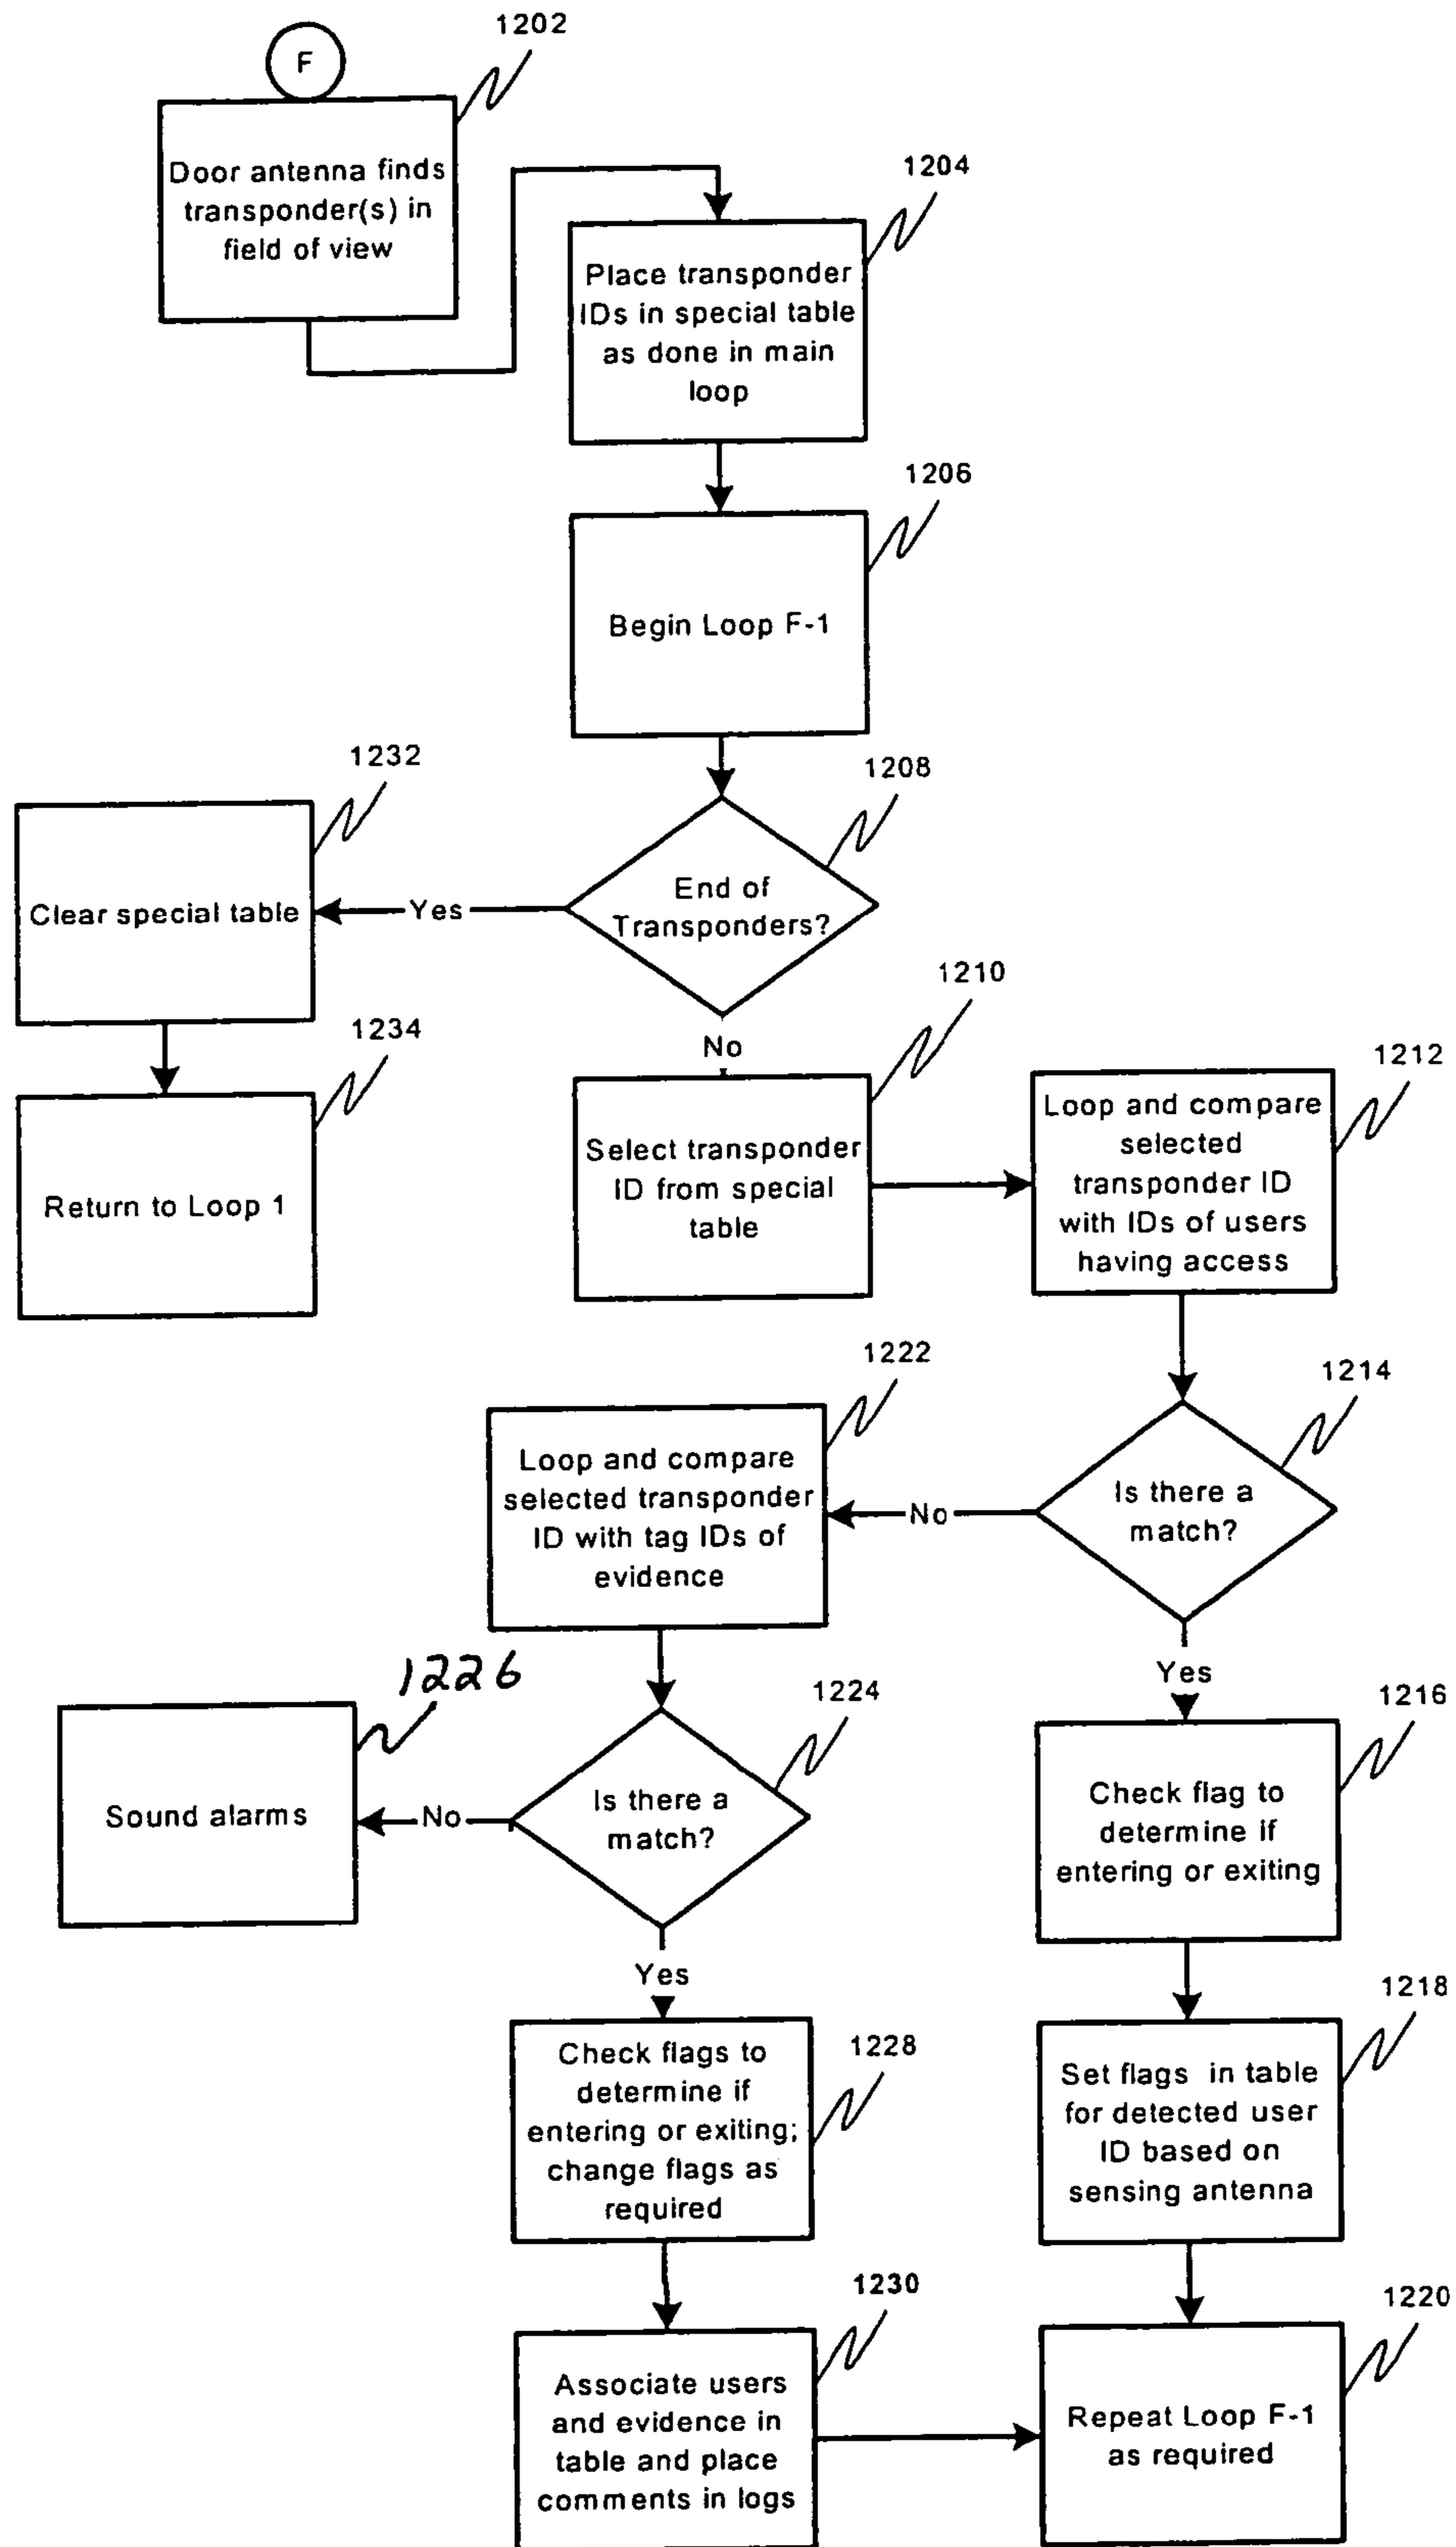 1202
F
Door antenna finds
transponder(s) in
field of view
1204
Place transponder
IDs in special table
as done in main
loop
1206
Begin Loop F-1
1208
End of
Transponders?
Yes
1232
Clear special table
1234
Return to Loop 1
No
1210
Select transponder
ID from special
table
1212
Loop and compare
selected
transponder ID
with IDs of users
having access
1214
Is there a
match?
No
1222
Loop and compare
selected transponder
ID with tag IDs of
evidence
Yes
1216
Check flag to
determine if
entering or exiting
1224
Is there a
match?
No
1226
Sound alarms
Yes
1228
Check flags to
determine if
entering or exiting;
change flags as
required
1218
Set flags in table
for detected user
ID based on
sensing antenna
1230
Associate users
and evidence in
table and place
comments in logs
1220
Repeat Loop F-1
as required